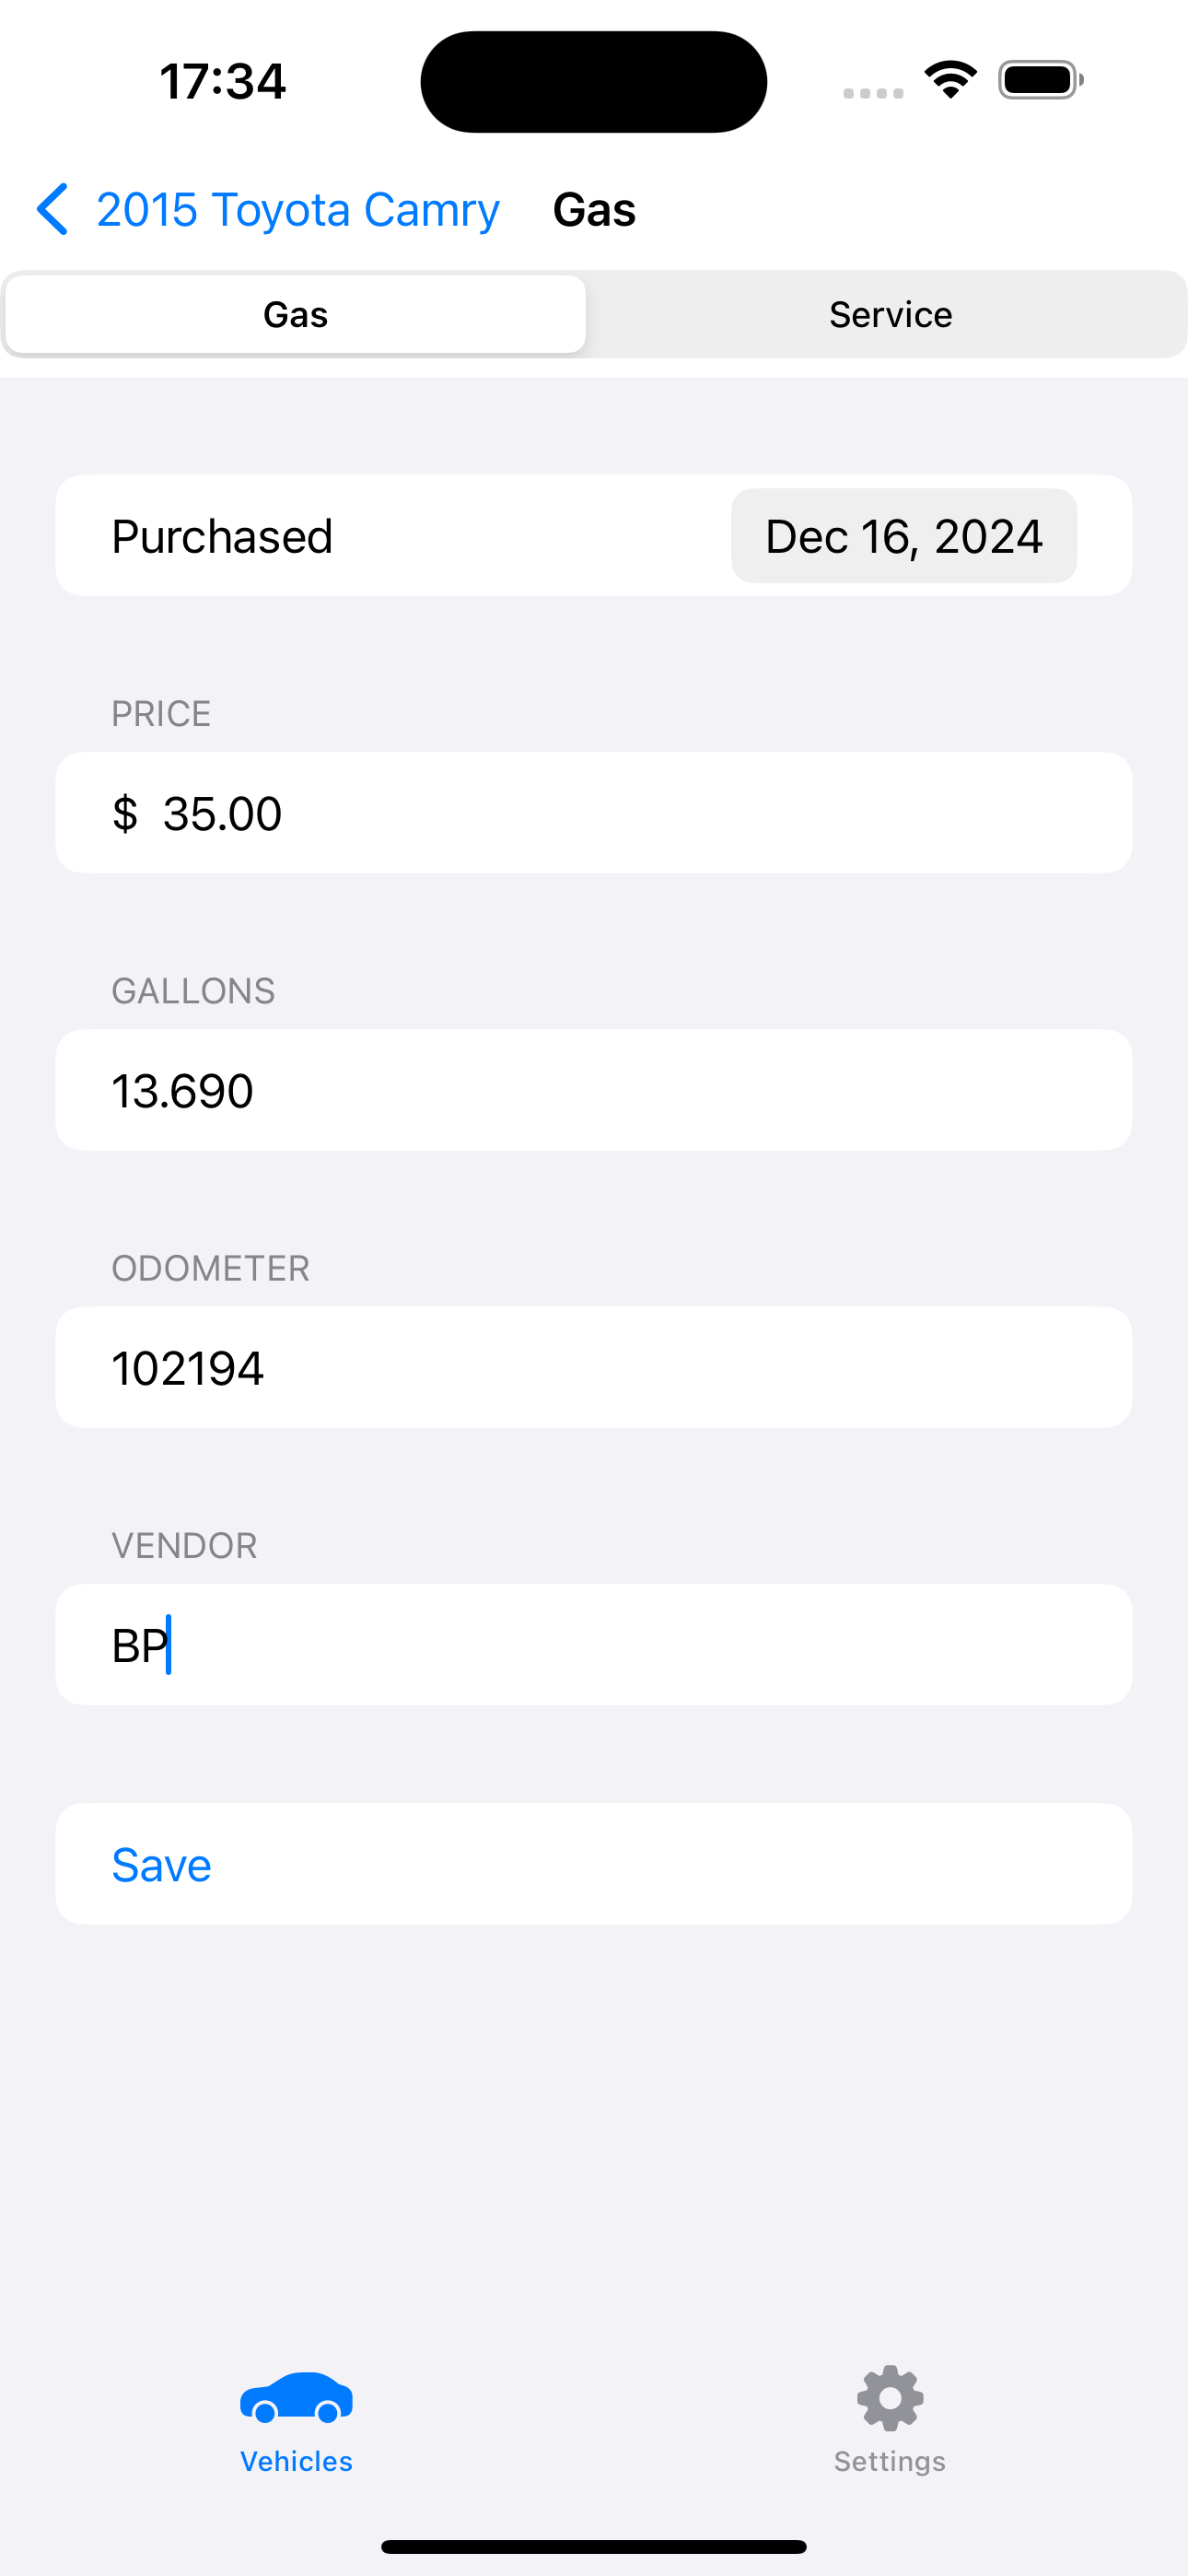 17:34
2015 Toyota Camry Gas
Gas Service
Purchased Dec 16, 2024
PRICE
$ 35.00
GALLONS
13.690
ODOMETER
102194
VENDOR
BP
Save
Vehicles Settings